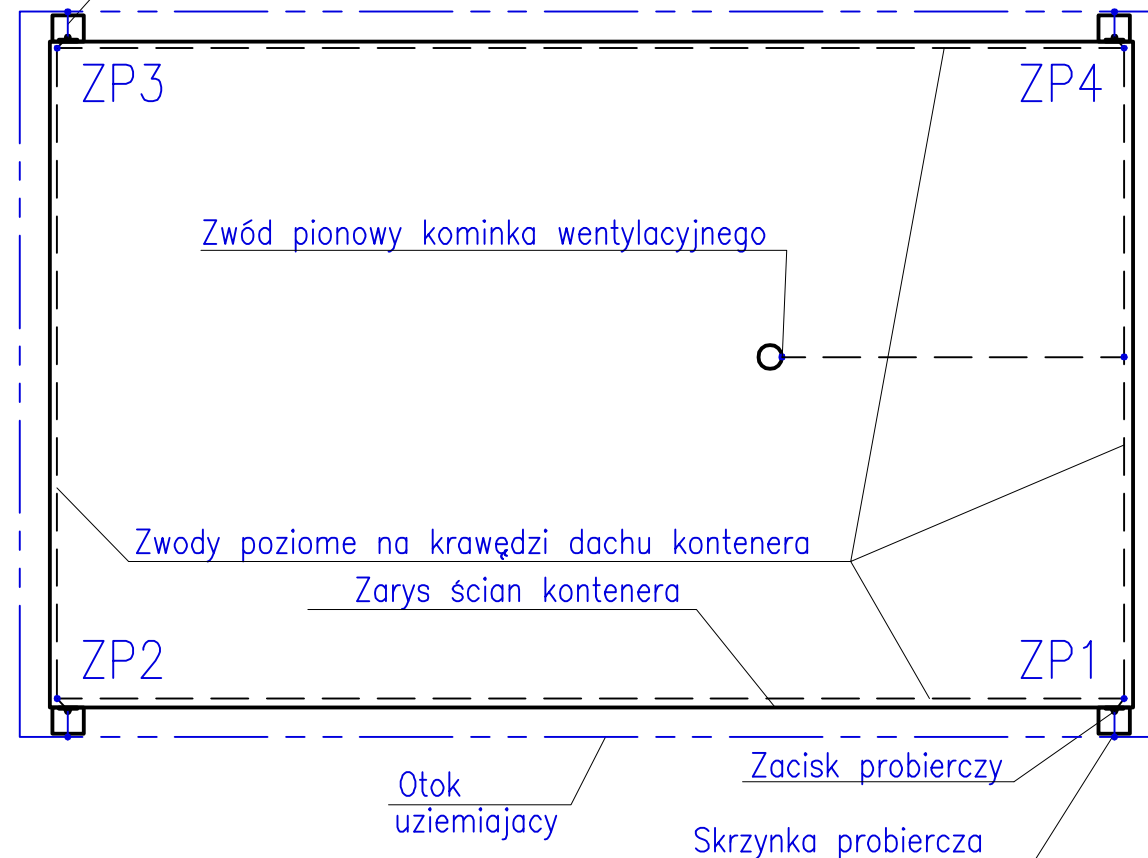 ZP3
ZP4
Zwód pionowy kominka wentylacyjnego
Zwody poziome na krawędzi dachu kontenera
Zarys ścian kontenera
ZP2
ZP1
Zacisk probierczy
Otok
uziemiajacy
Skrzynka probiercza